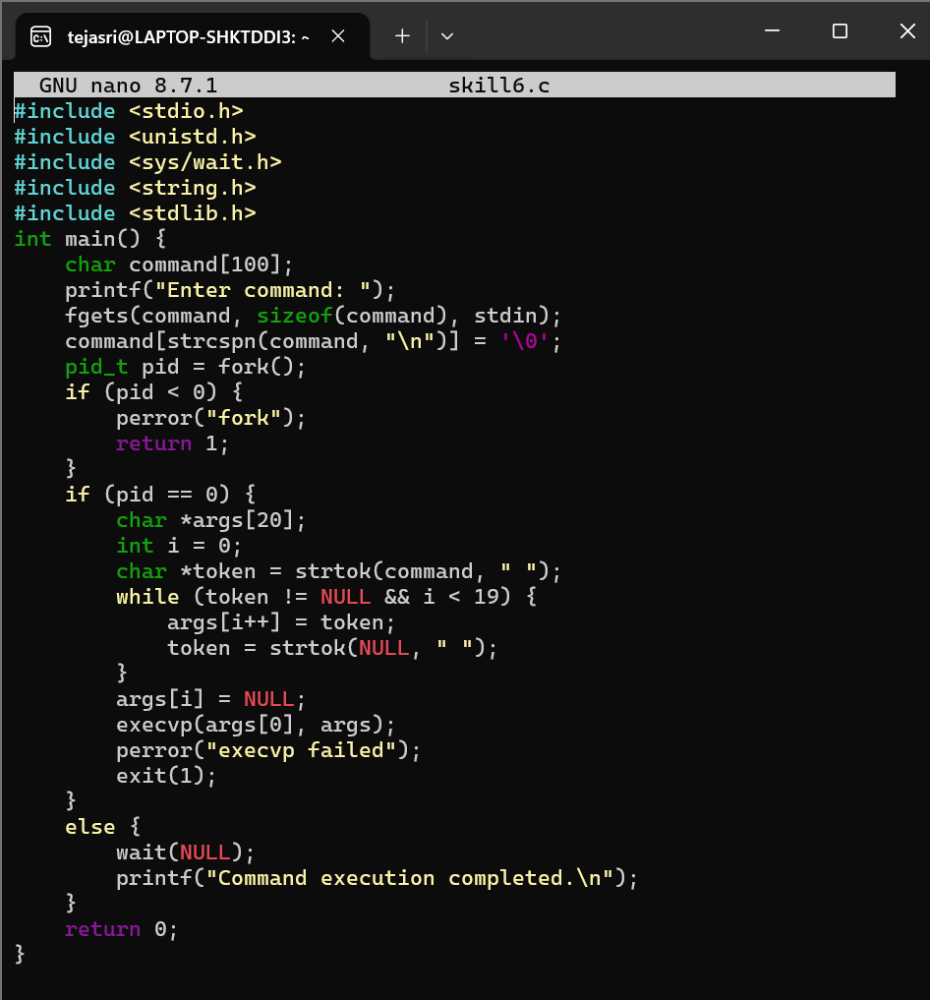 tejasri@LAPTOP-SHKTDDI3: ~
GNU nano 8.7.1 skill6.c
#include <stdio.h>
#include <unistd.h>
#include <sys/wait.h>
#include <string.h>
#include <stdlib.h>
int main() {
    char command[100];
    printf("Enter command: ");
    fgets(command, sizeof(command), stdin);
    command[strcspn(command, "\n")] = '\0';
    pid_t pid = fork();
    if (pid < 0) {
        perror("fork");
        return 1;
    }
    if (pid == 0) {
        char *args[20];
        int i = 0;
        char *token = strtok(command, " ");
        while (token != NULL && i < 19) {
            args[i++] = token;
            token = strtok(NULL, " ");
        }
        args[i] = NULL;
        execvp(args[0], args);
        perror("execvp failed");
        exit(1);
    }
    else {
        wait(NULL);
        printf("Command execution completed.\n");
    }
    return 0;
}